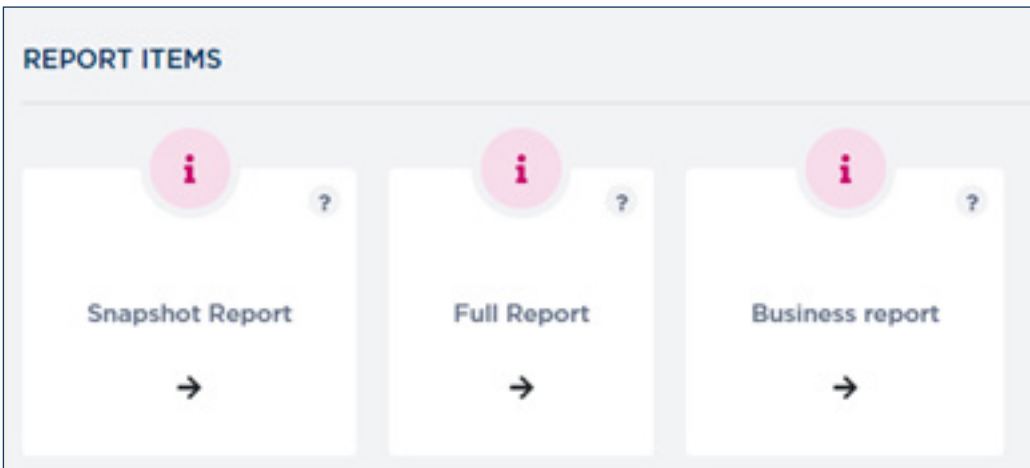 REPORT ITEMS
i i i
? ? ?
Snapshot Report Full Report Business report